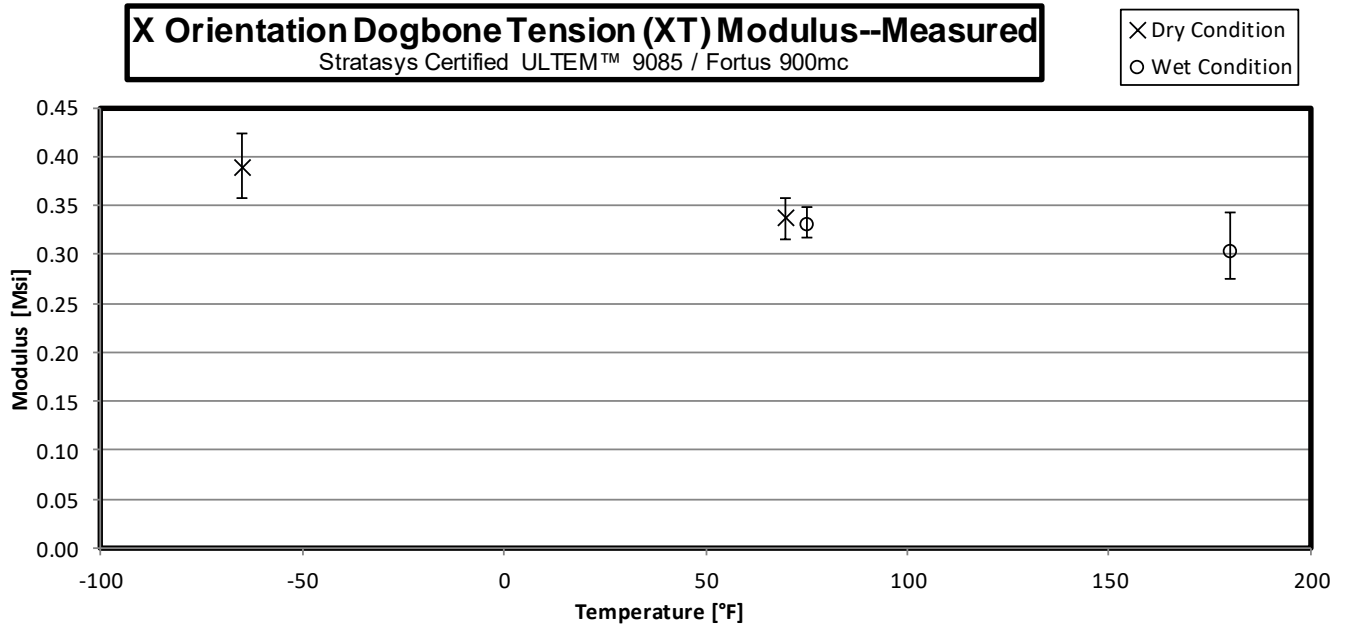 X Orientation Dogbone Tension (XT) Modulus--Measured
Stratasys Certified ULTEM™ 9085 / Fortus 900mc
Dry Condition
Wet Condition
0.45
0.40
0.35
0.30
0.25
0.20
0.15
0.10
0.05
0.00
Modulus [Msi]
-100 -50 0 50 100 150 200
Temperature [°F]